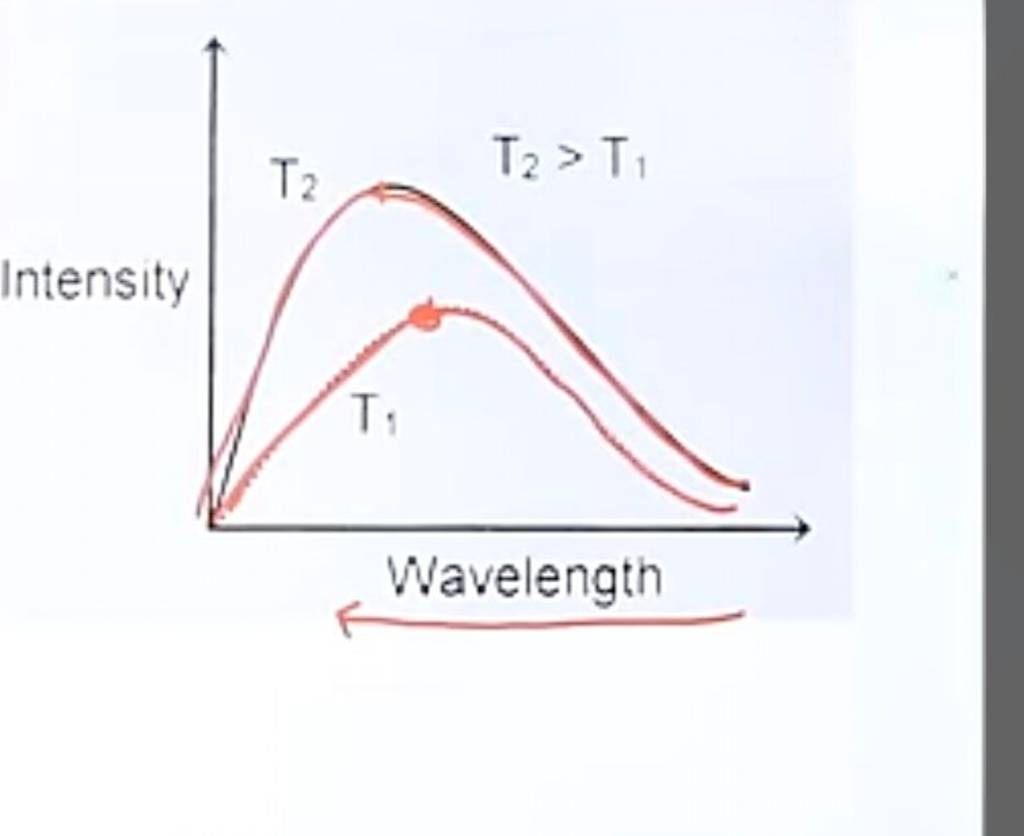 T₂ > T₁
T₂
Intensity
T₁
Wavelength